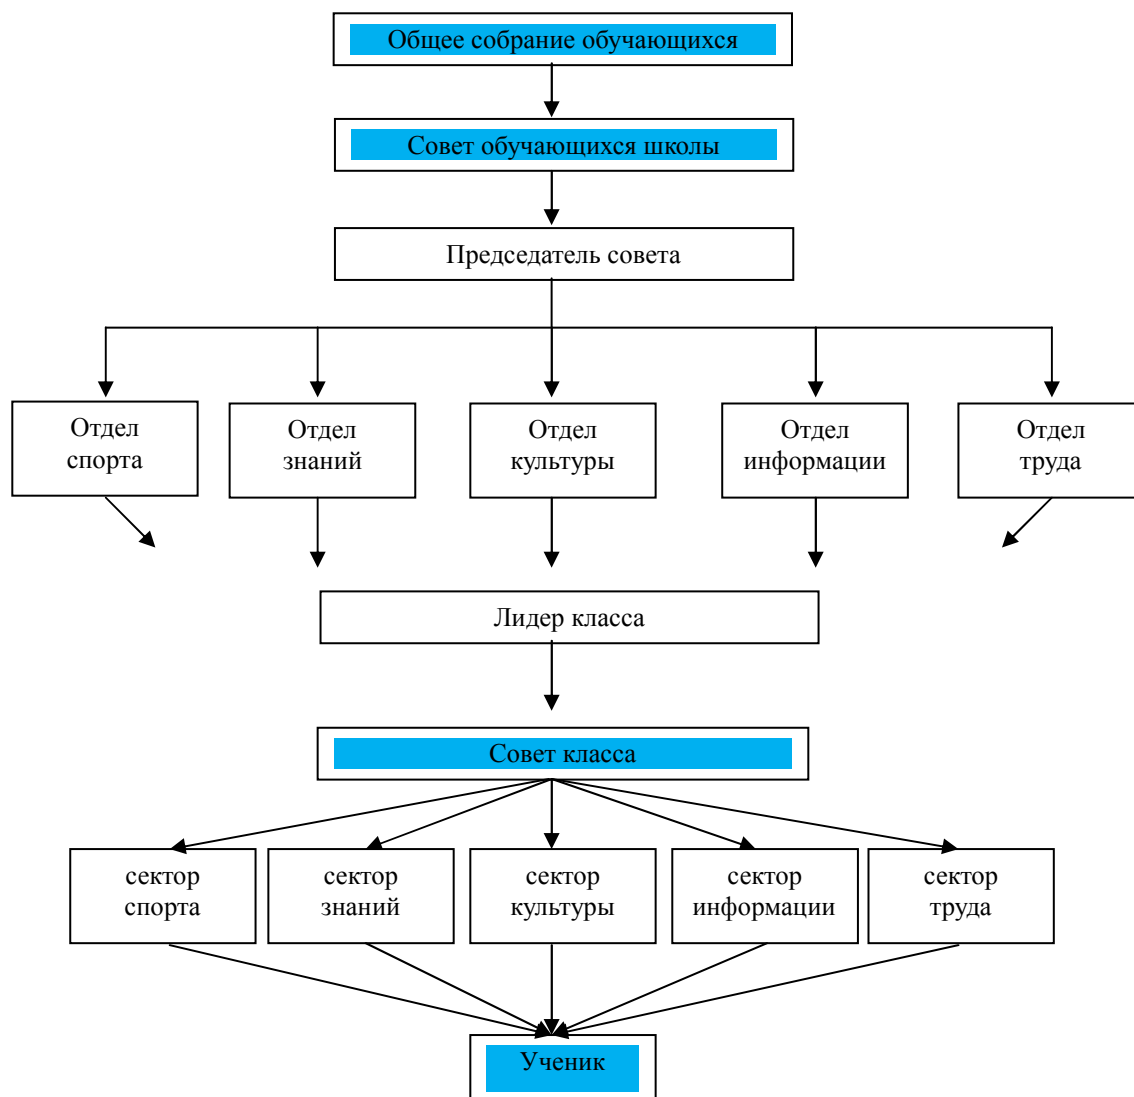 Общее собрание обучающихся
Совет обучающихся школы
Председатель совета
Отдел
спорта
Отдел
знаний
Отдел
культуры
Отдел
информации
Отдел
труда
Лидер класса
Совет класса
сектор
спорта
сектор
знаний
сектор
культуры
сектор
информации
сектор
труда
Ученик